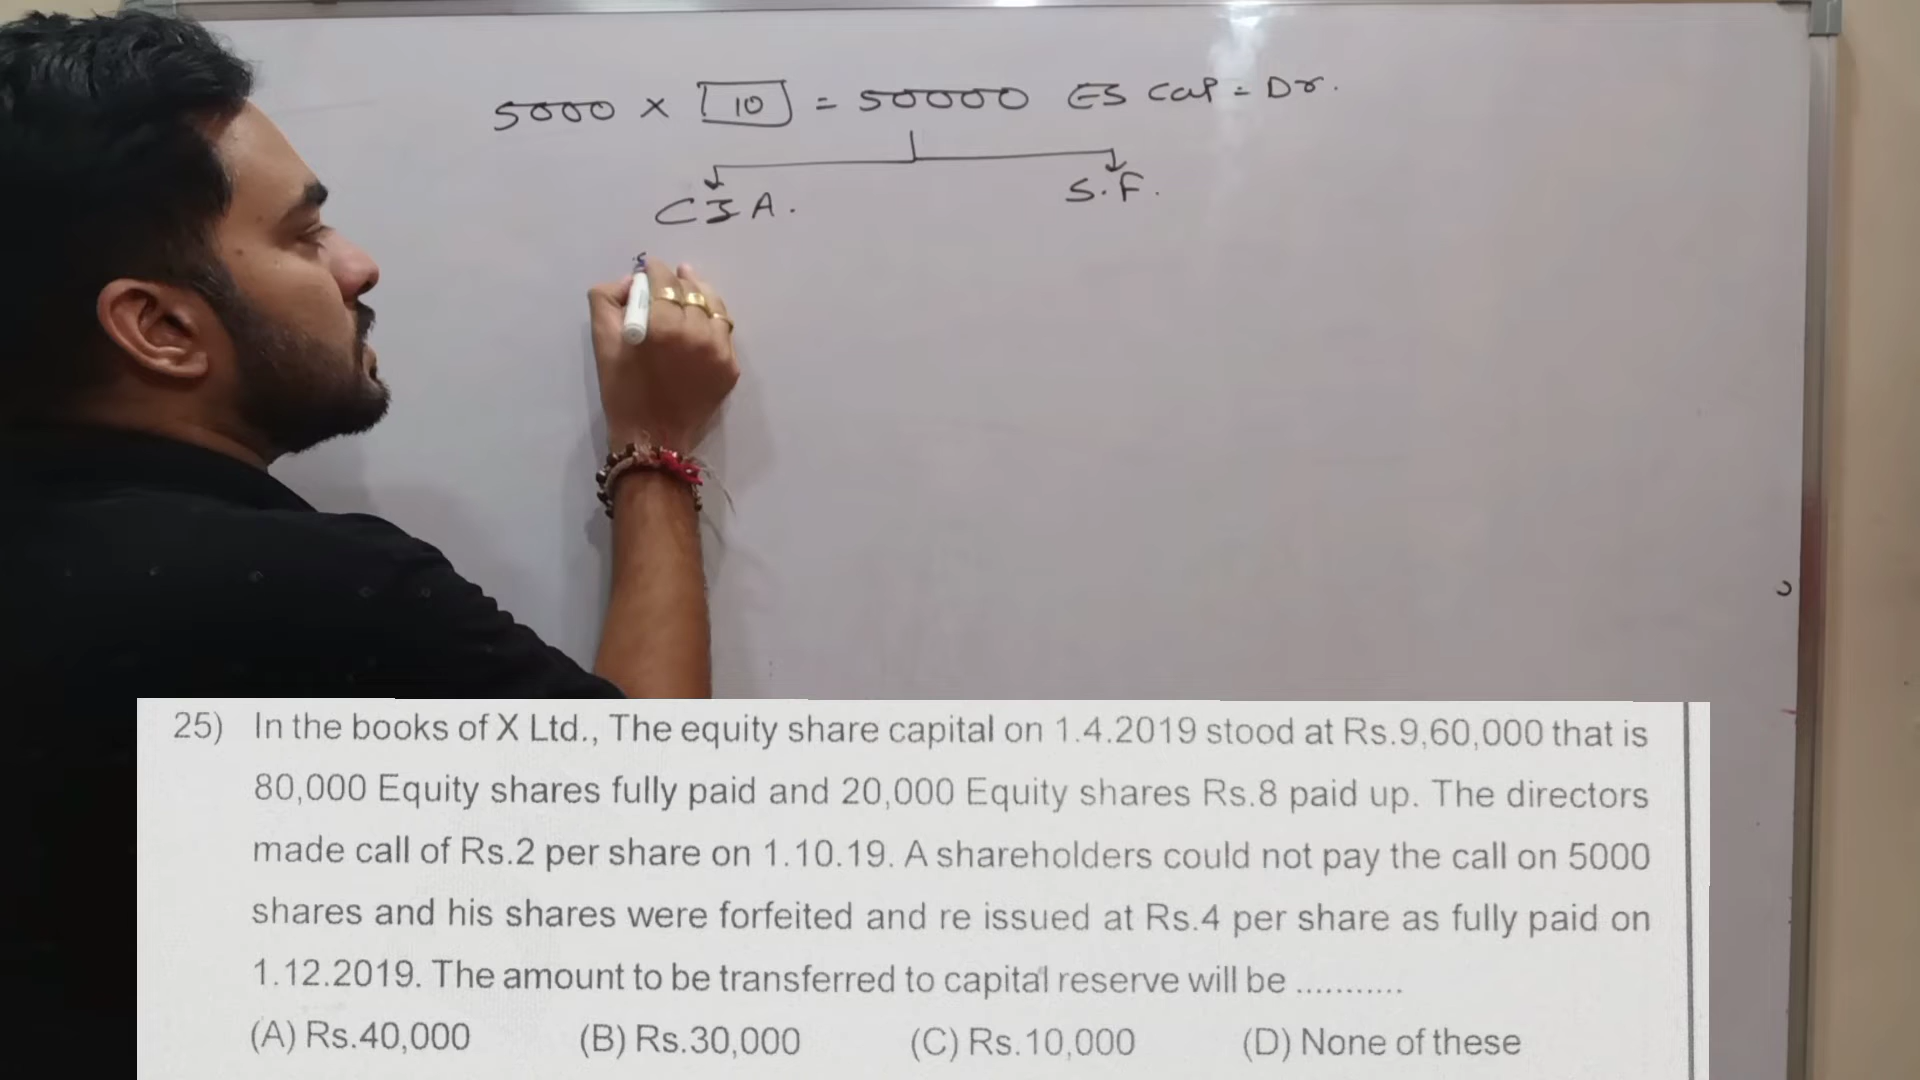 5000 × 10 = 50000 ES Cap = Dr.
CIA. S.F.
25) In the books of X Ltd., The equity share capital on 1.4.2019 stood at Rs.9,60,000 that is
80,000 Equity shares fully paid and 20,000 Equity shares Rs.8 paid up. The directors
made call of Rs.2 per share on 1.10.19. A shareholders could not pay the call on 5000
shares and his shares were forfeited and re issued at Rs.4 per share as fully paid on
1.12.2019. The amount to be transferred to capital reserve will be ...........
(A) Rs.40,000 (B) Rs.30,000 (C) Rs.10,000 (D) None of these